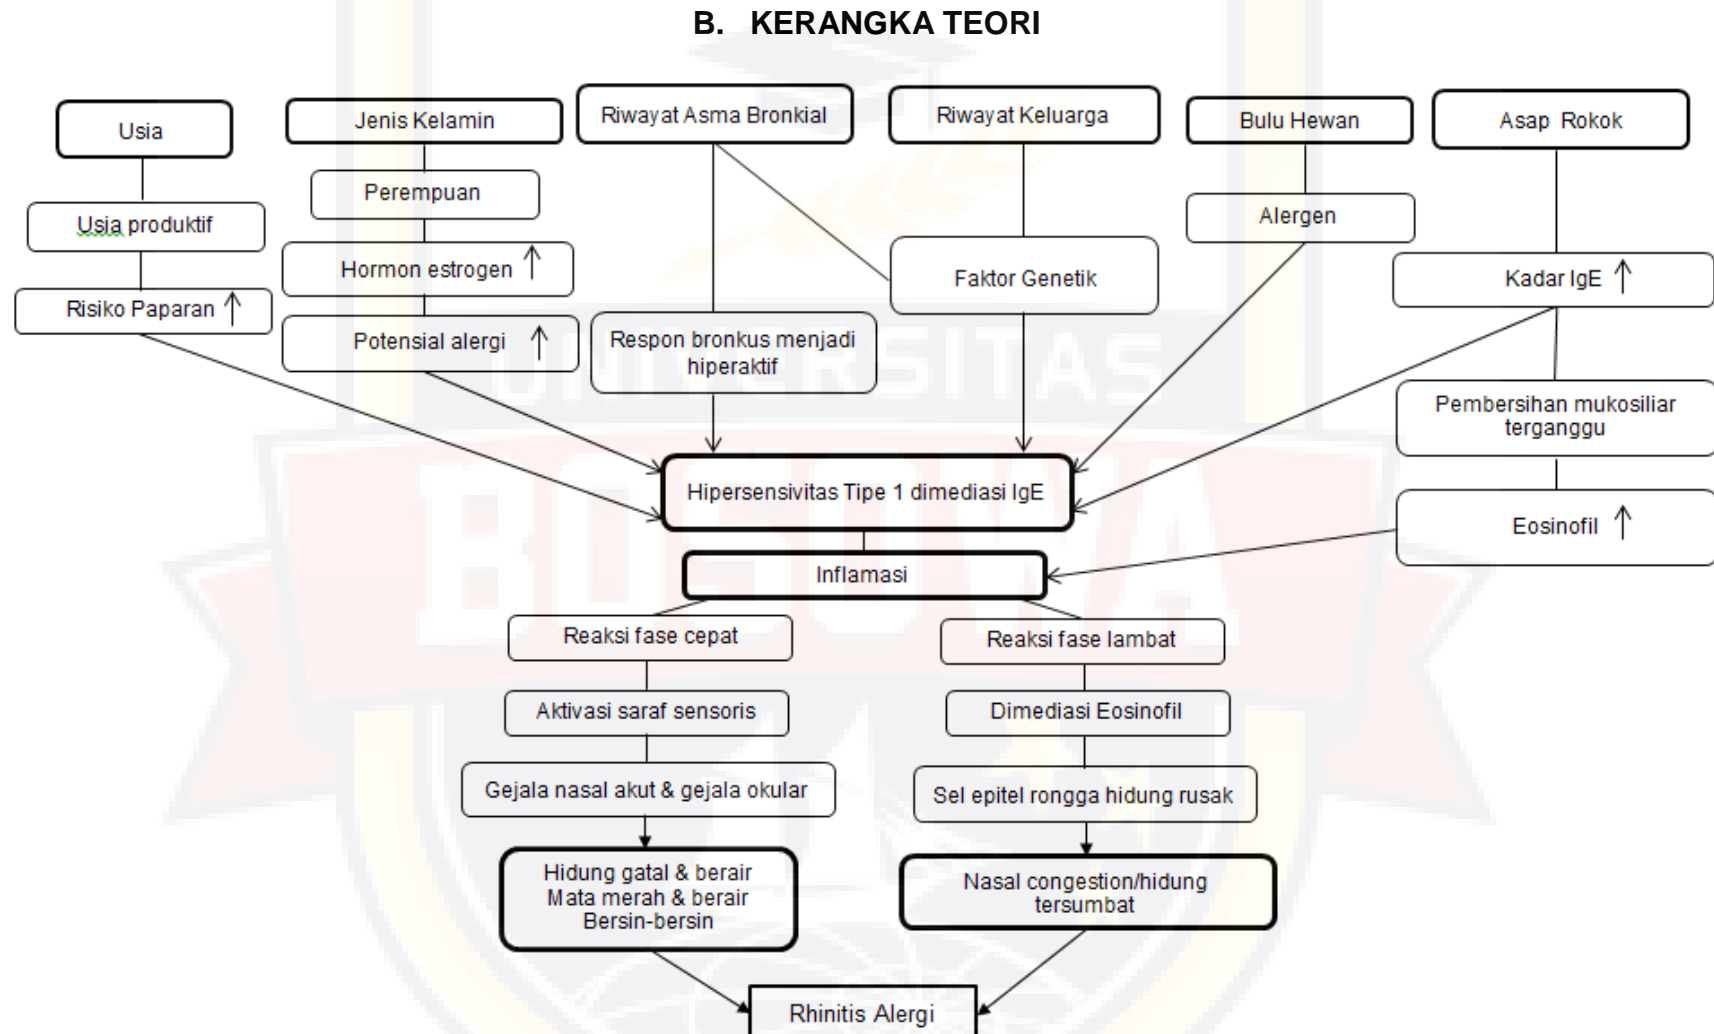 B. KERANGKA TEORI
Usia
Jenis Kelamin
Riwayat Asma Bronkial
Riwayat Keluarga
Bulu Hewan
Asap Rokok
Usia produktif
Risiko Paparan ↑
Perempuan
Hormon estrogen ↑
Potensial alergi ↑
Respon bronkus menjadi
hiperaktif
Faktor Genetik
Alergen
Kadar IgE ↑
Pembersihan mukosiliar
terganggu
Eosinofil ↑
Hipersensivitas Tipe 1 dimediasi IgE
Inflamasi
Reaksi fase cepat
Aktivasi saraf sensoris
Gejala nasal akut & gejala okular
Hidung gatal & berair
Mata merah & berair
Bersin-bersin
Reaksi fase lambat
Dimediasi Eosinofil
Sel epitel rongga hidung rusak
Nasal congestion/hidung
tersumbat
Rhinitis Alergi
UNIVERSITAS
BOSOWA